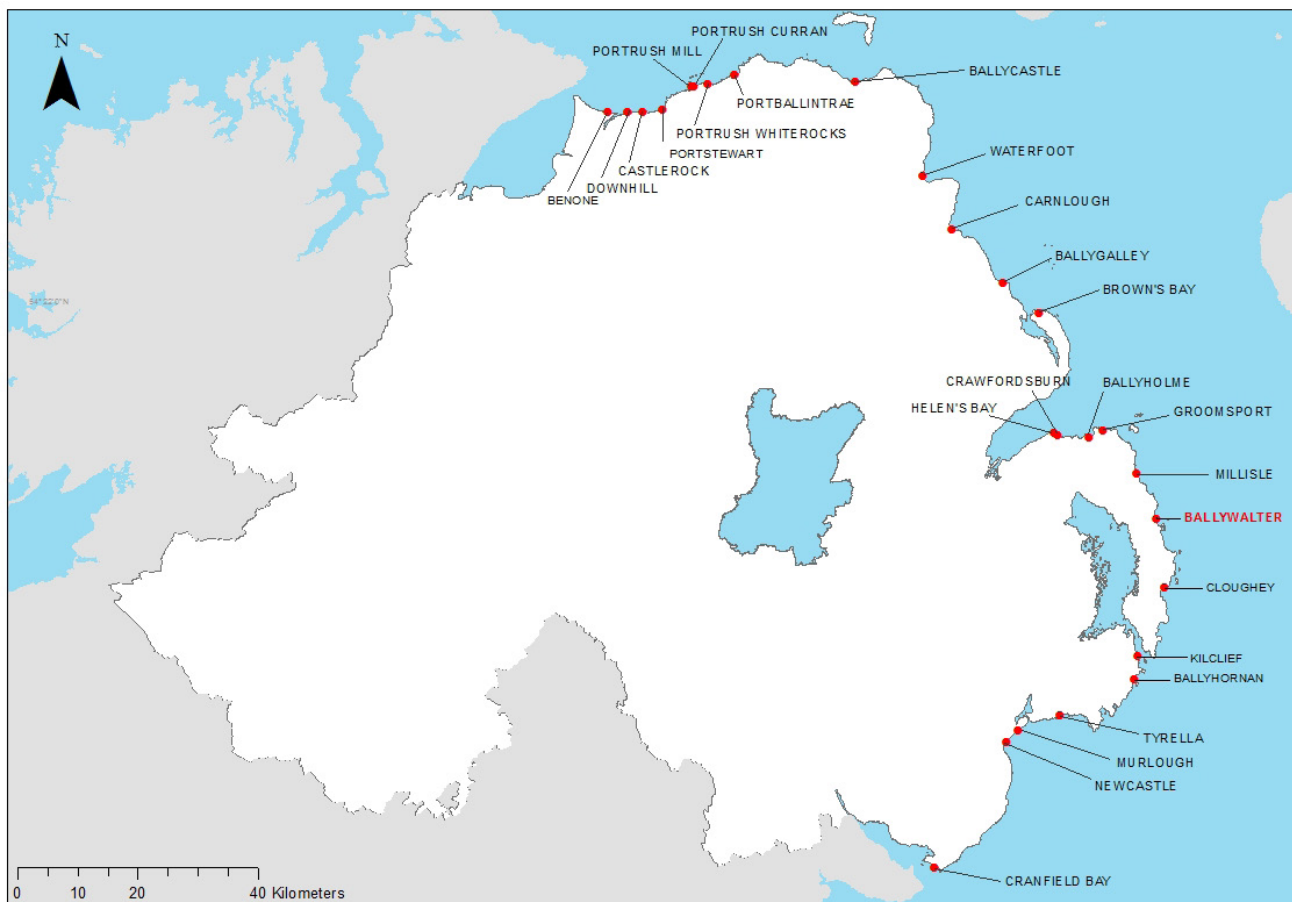 N
PORTRUSH CURRAN
PORTRUSH MILL
BALLYCASTLE
PORTBALLINTRAE
PORTRUSH WHITEROCKS
PORTSTEWART
CASTLEROCK
DOWNHILL
BENONE
WATERFOOT
CARNLOUGH
BALLYGALLEY
BROWN'S BAY
CRAWFORDSBURN
BALLYHOLME
HELEN'S BAY
GROOMSPORT
MILLISLE
BALLYWALTER
CLOUGHEY
KILCLIEF
BALLYHORNAN
TYRELLA
MURLOUGH
NEWCASTLE
CRANFIELD BAY
0 10 20 40 Kilometers